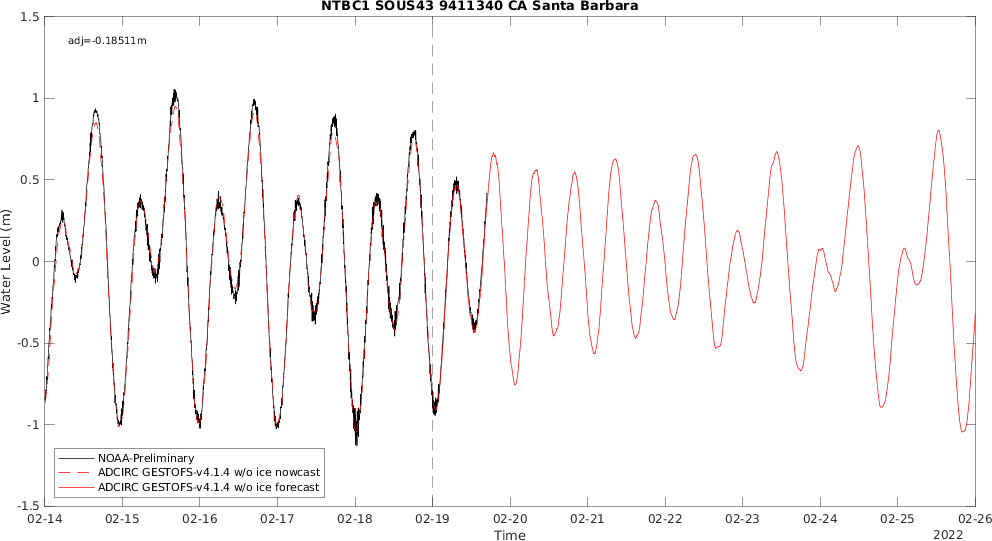 NTBC1 SOUS43 9411340 CA Santa Barbara
adj=-0.18511m
1.5
1
0.5
0
-0.5
-1
-1.5
Water Level (m)
NOAA-Preliminary
ADCIRC GESTOFS-v4.1.4 w/o ice nowcast
ADCIRC GESTOFS-v4.1.4 w/o ice forecast
02-14 02-15 02-16 02-17 02-18 02-19 02-20 02-21 02-22 02-23 02-24 02-25 02-26
Time
2022